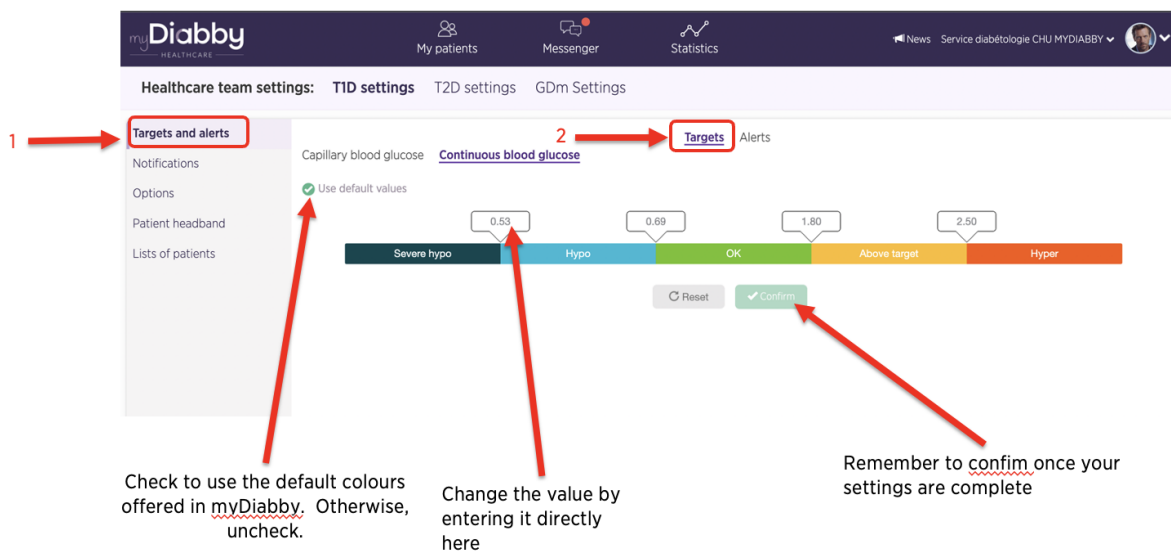 myDiabby
HEALTHCARE
My patients
Messenger
Statistics
News
Service diabétologie CHU MYDIABBY
Healthcare team settings: T1D settings T2D settings GDm Settings
1
Targets and alerts
Notifications
Options
Patient headband
Lists of patients
2
Targets Alerts
Capillary blood glucose Continuous blood glucose
Use default values
0.53 0.69 1.80 2.50
Severe hypo Hypo OK Above target Hyper
Reset Confirm
Check to use the default colours
offered in myDiabby. Otherwise,
uncheck.
Change the value by
entering it directly
here
Remember to confim once your
settings are complete